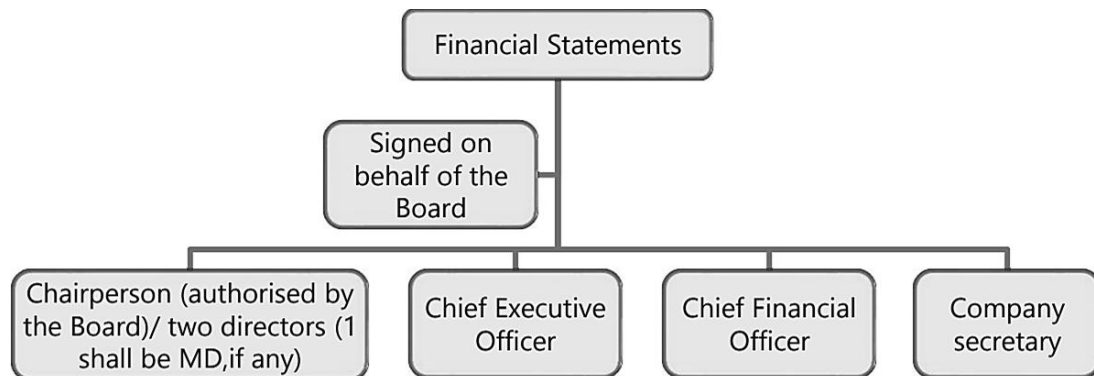 Financial Statements
Signed on
behalf of the
Board
Chairperson (authorised by
the Board)/ two directors (1
shall be MD,if any)
Chief Executive
Officer
Chief Financial
Officer
Company
secretary